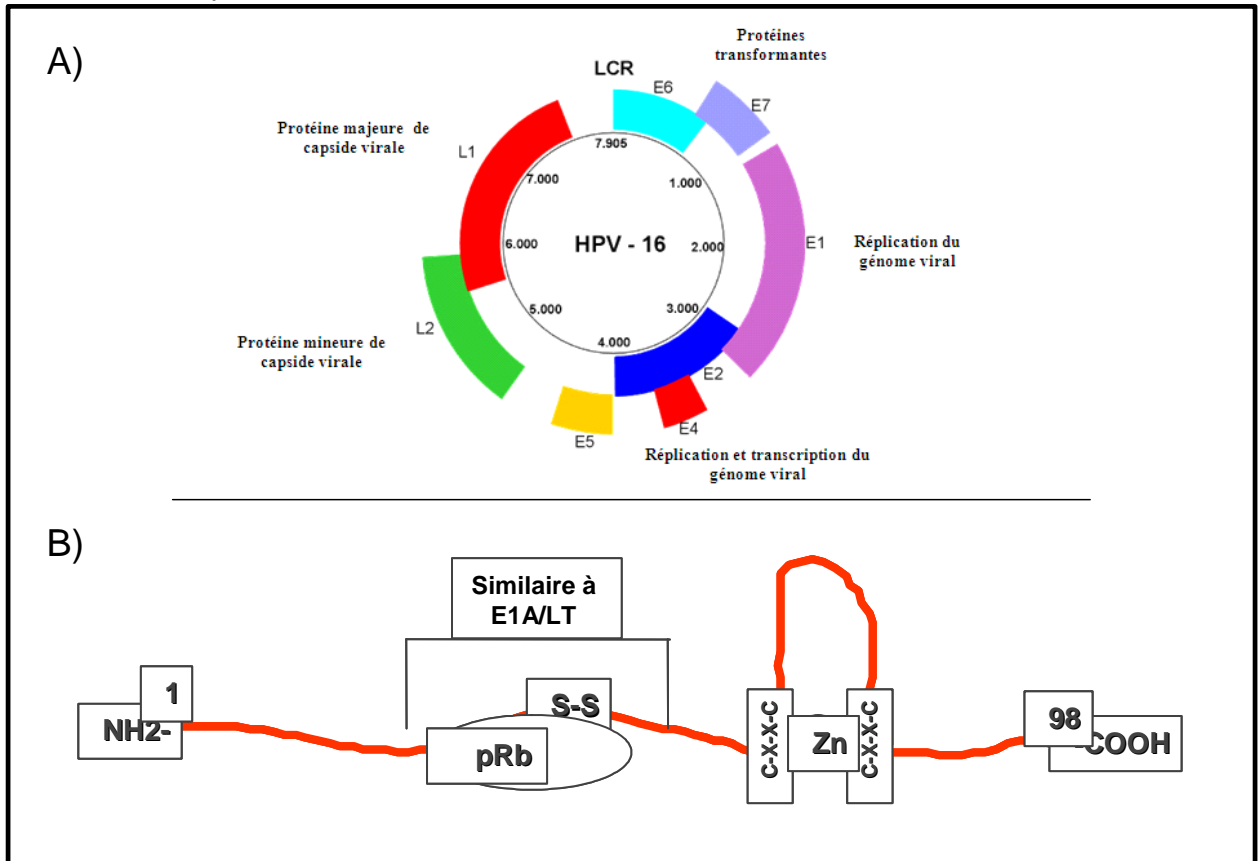 A)
Protéines
transformantes
LCR
E6
E7
Protéine majeure de
capside virale
L1
7.905
7.000
1.000
6.000
HPV - 16
2.000
E1
Réplication du
génome viral
5.000
3.000
4.000
L2
Protéine mineure de
capside virale
E2
E4
E5
Réplication et transcription du
génome viral
B)
Similaire à
E1A/LT
1
NH2-
S-S
pRb
C-X-X-C
Zn
C-X-X-C
98
COOH